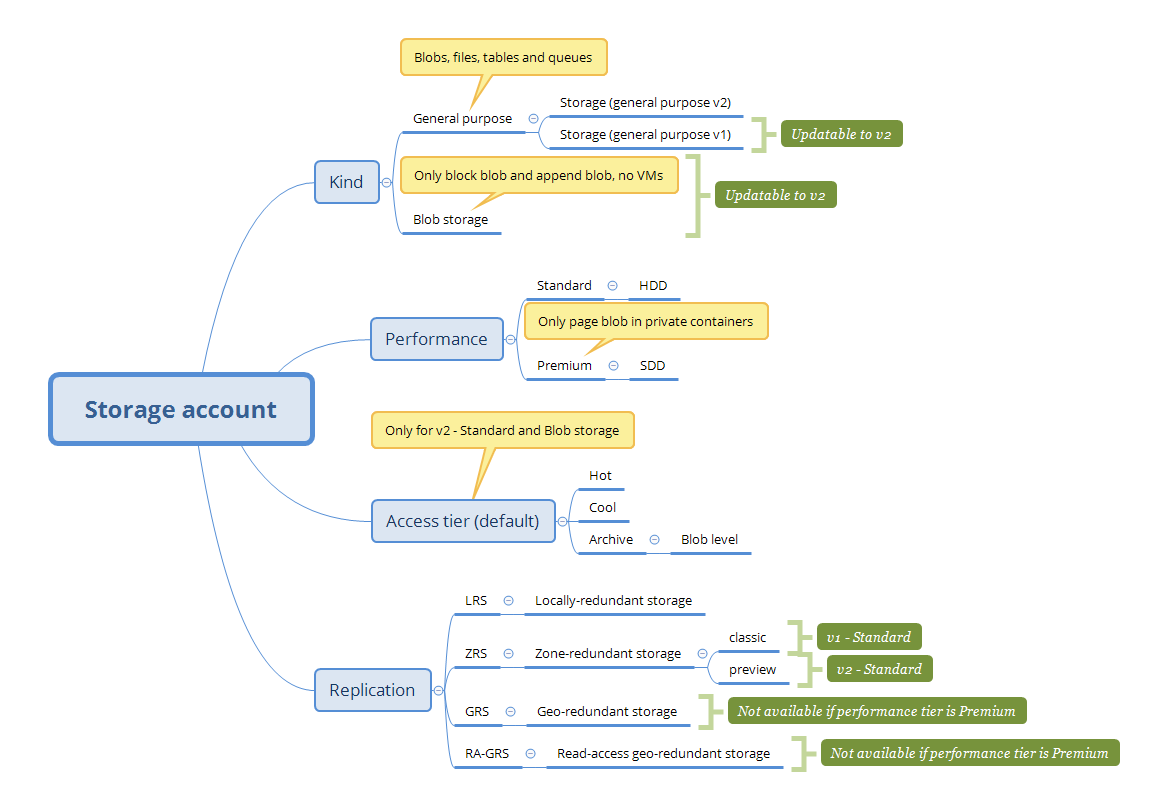 Blobs, files, tables and queues
General purpose
Storage (general purpose v2)
Storage (general purpose v1)
Updatable to v2
Kind
Only block blob and append blob, no VMs
Updatable to v2
Blob storage
Standard
HDD
Only page blob in private containers
Performance
Premium
SDD
Storage account
Only for v2 - Standard and Blob storage
Hot
Access tier (default)
Cool
Archive
Blob level
LRS
Locally-redundant storage
classic
v1 - Standard
ZRS
Zone-redundant storage
preview
v2 - Standard
Replication
GRS
Geo-redundant storage
Not available if performance tier is Premium
RA-GRS
Read-access geo-redundant storage
Not available if performance tier is Premium